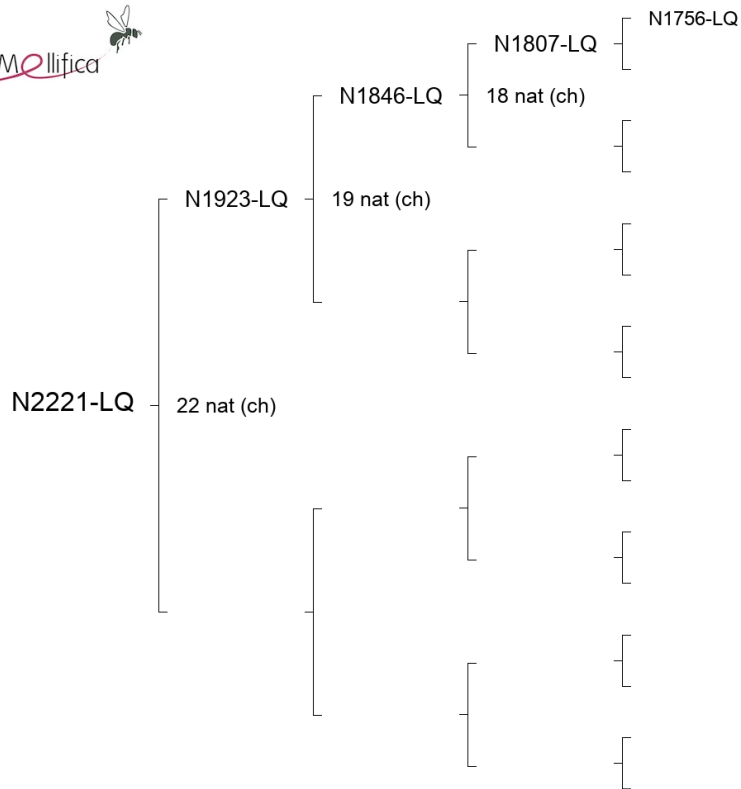 Mellifica
N1756-LQ
N1807-LQ
N1846-LQ
18 nat (ch)
N1923-LQ
19 nat (ch)
N2221-LQ
22 nat (ch)